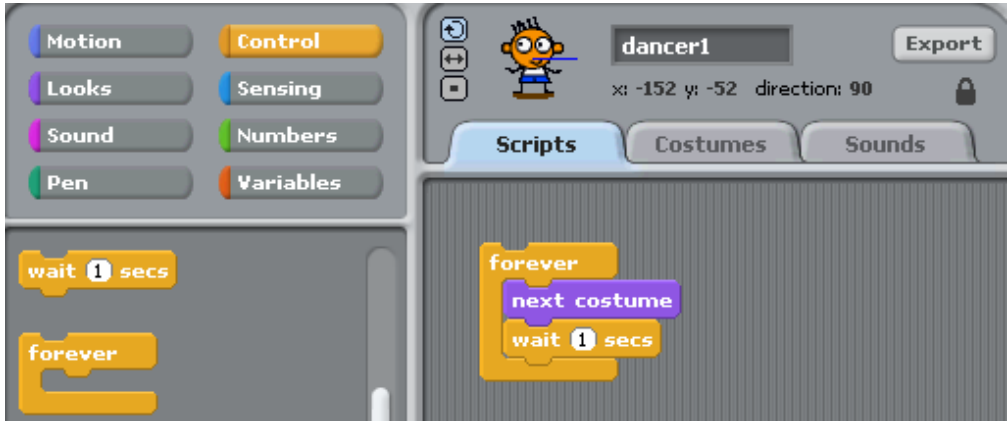 Motion
Control
Looks
Sensing
Sound
Numbers
Pen
Variables
wait 1 secs
forever
dancer1
Export
x: -152 y: -52 direction: 90
Scripts
Costumes
Sounds
forever
next costume
wait 1 secs